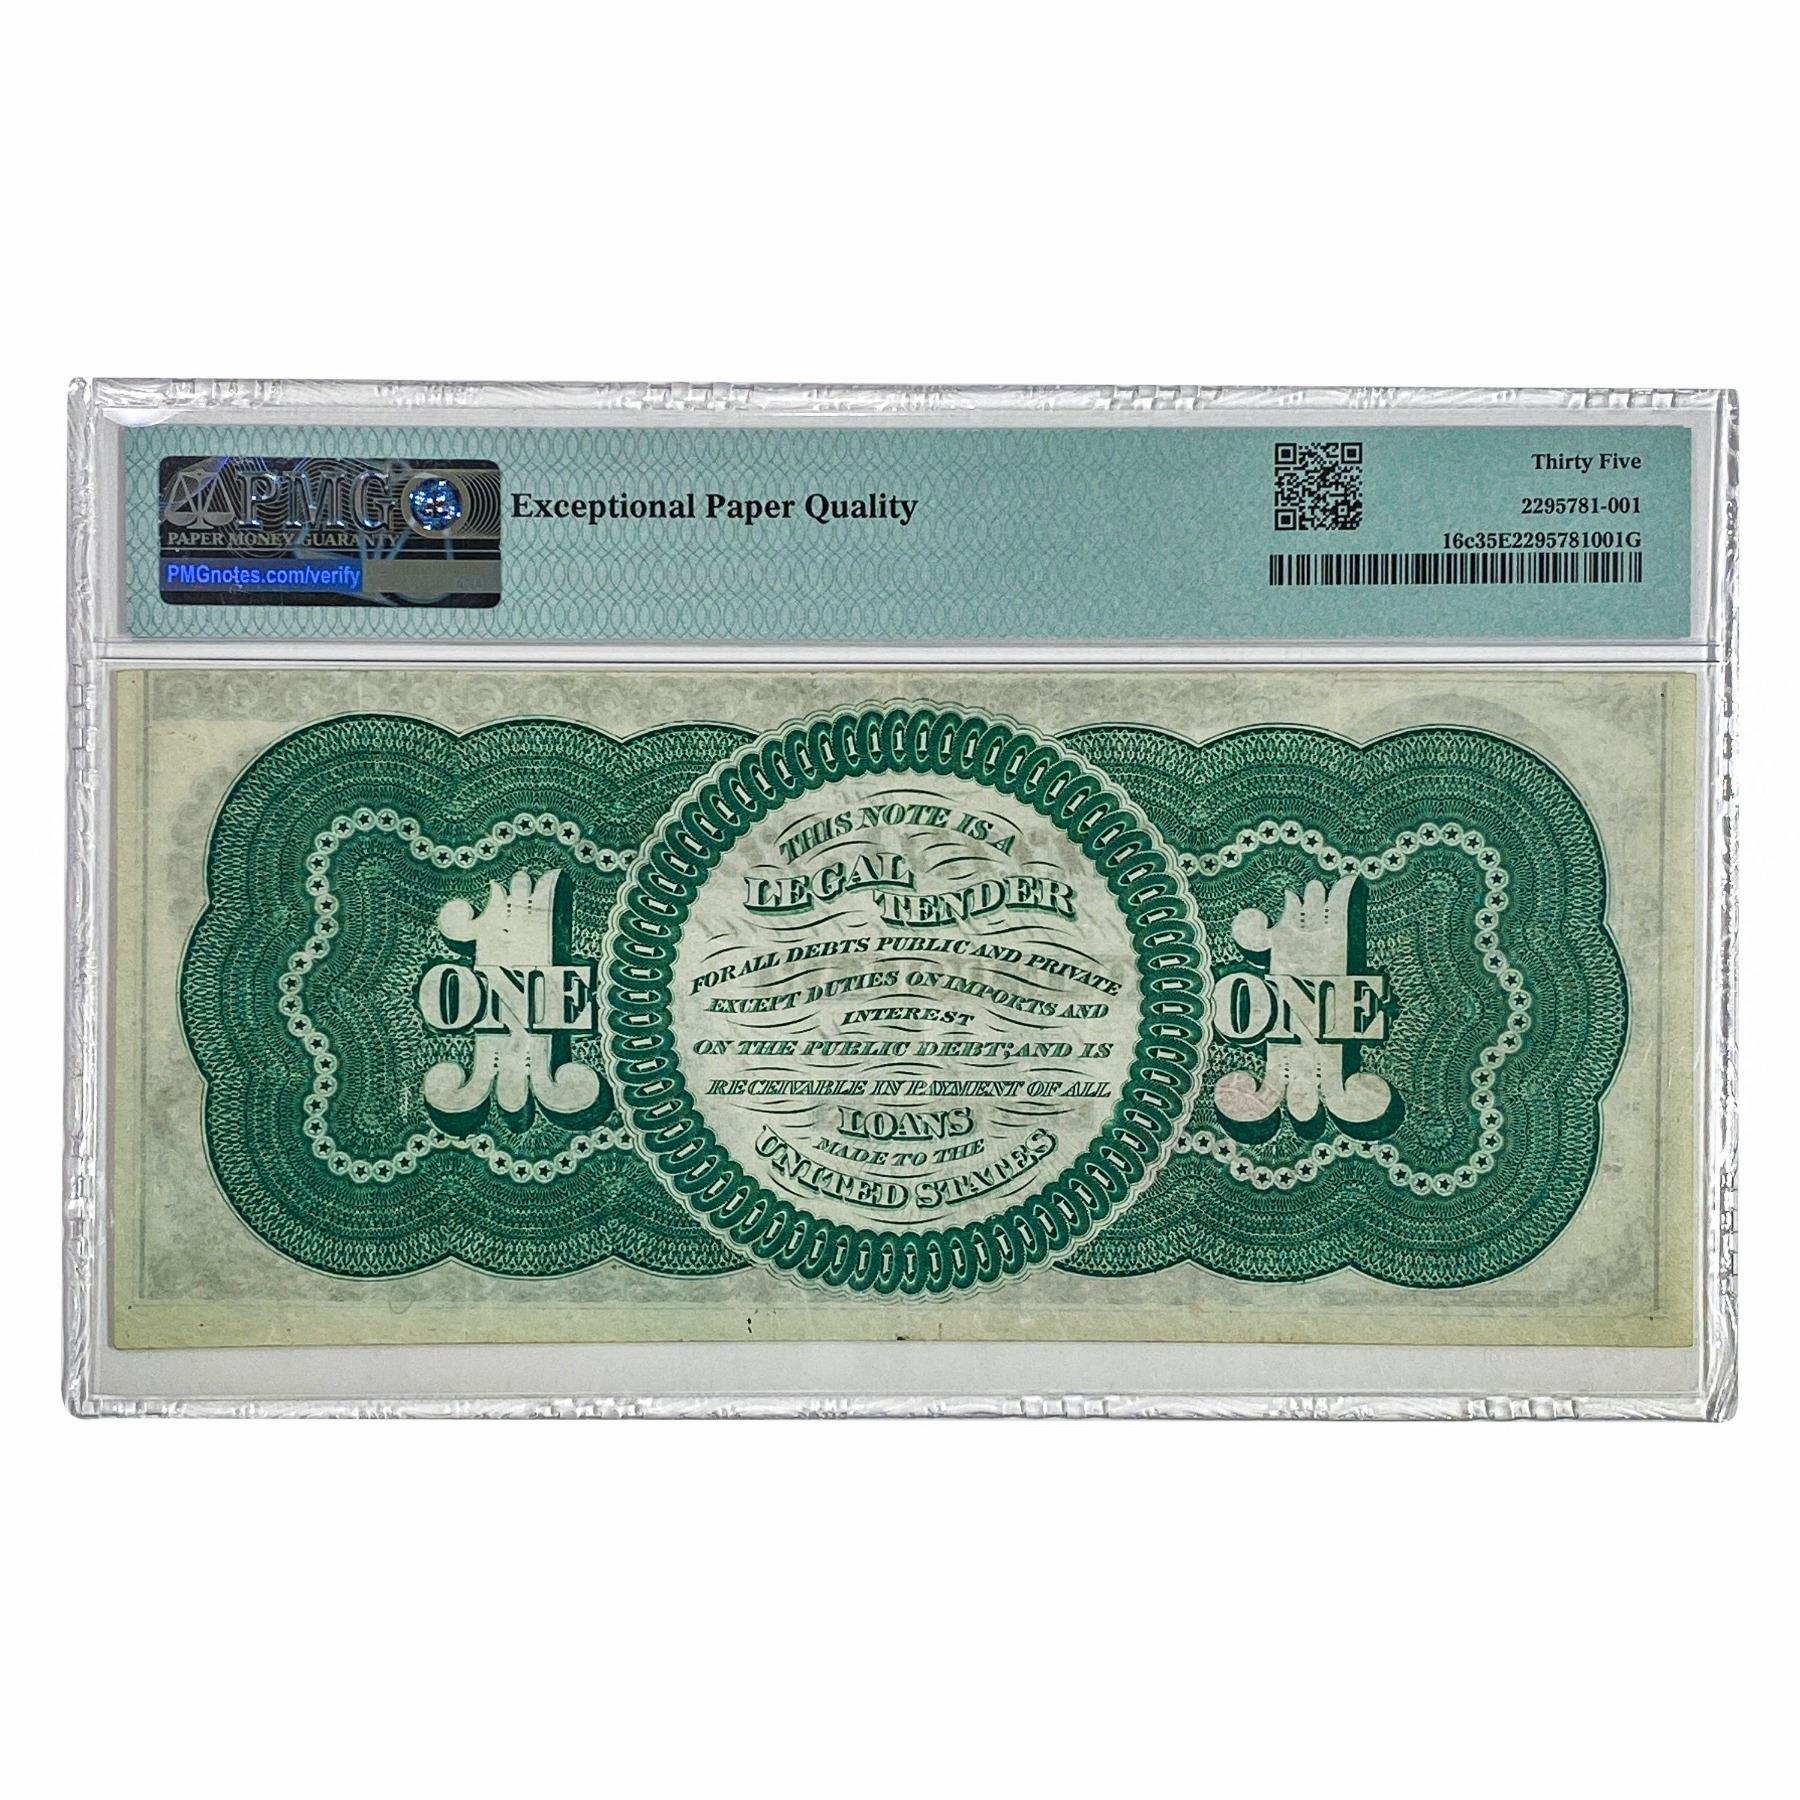 PMG
PAPER MONEY GUARANTY
PMGnotes.com/verify
Exceptional Paper Quality
Thirty Five
2295781-001
16c35E2295781001G
THIS NOTE IS A
LEGAL
TENDER
FOR ALL DEBTS PUBLIC AND PRIVATE
EXCEPT DUTIES ON IMPORTS AND
INTEREST
ON THE PUBLIC DEBT; AND IS
RECEIVABLE IN PAYMENT OF ALL
LOANS
MADE TO THE
UNITED STATES
1
ONE
1
ONE